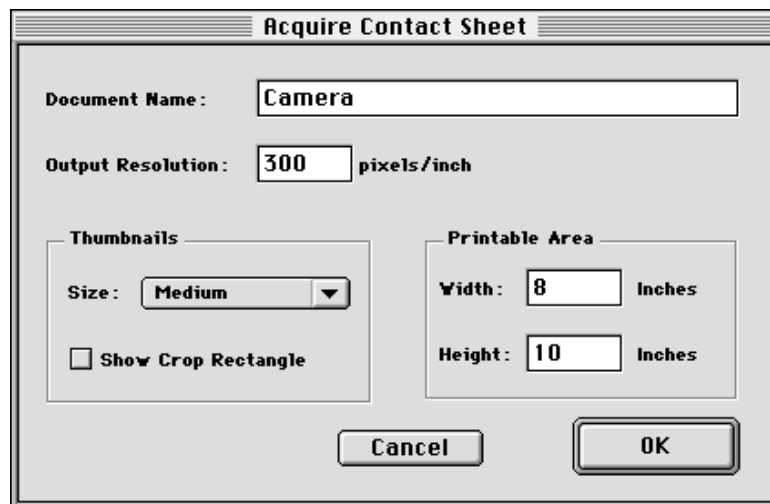 Acquire Contact Sheet
Document Name: Camera
Output Resolution: 300 pixels/inch
Thumbnails
Size: Medium
Show Crop Rectangle
Printable Area
Width: 8 Inches
Height: 10 Inches
Cancel OK